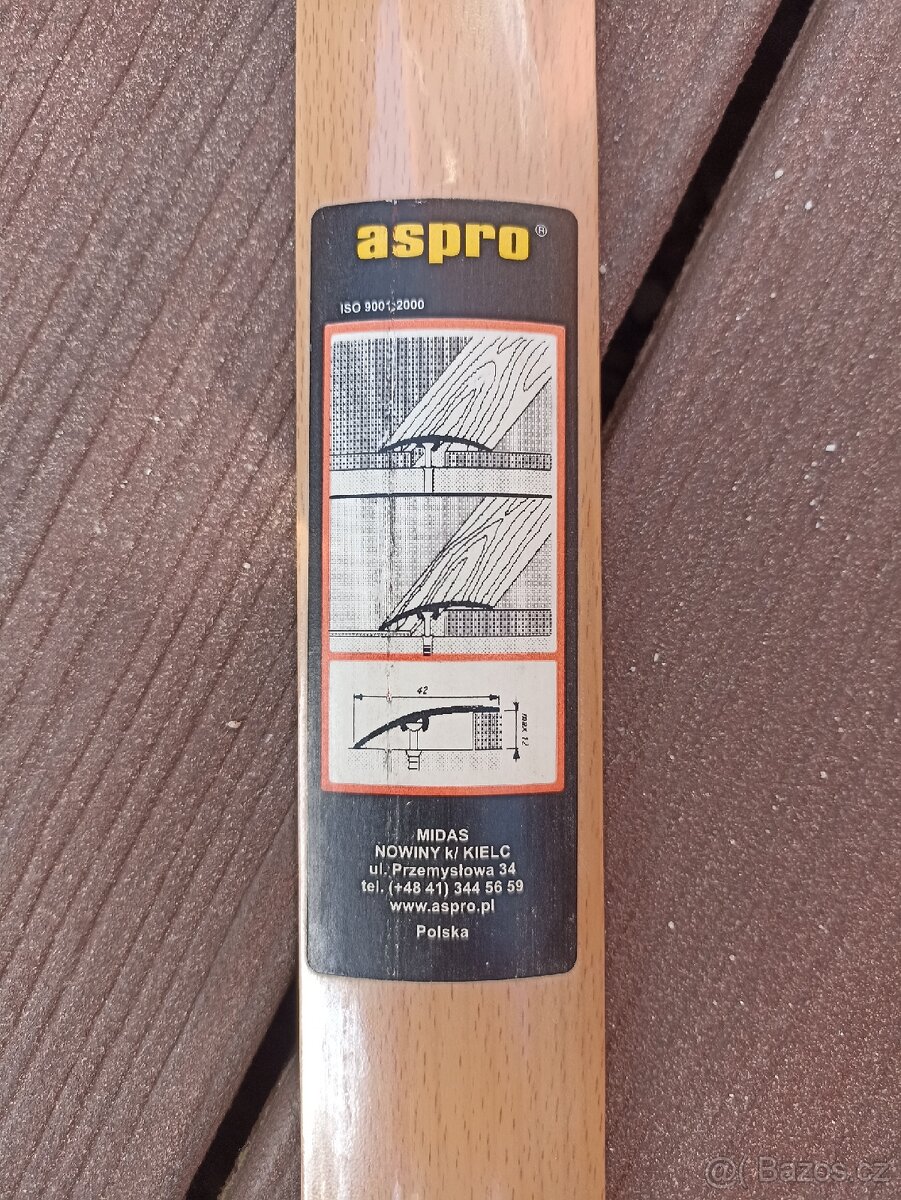 aspro®
ISO 9001:2000
42
max 12
MIDAS
NOWINY k/ KIELC
ul. Przemysłowa 34
tel. (+48 41) 344 56 59
www.aspro.pl
Polska
@( Bazos.cz